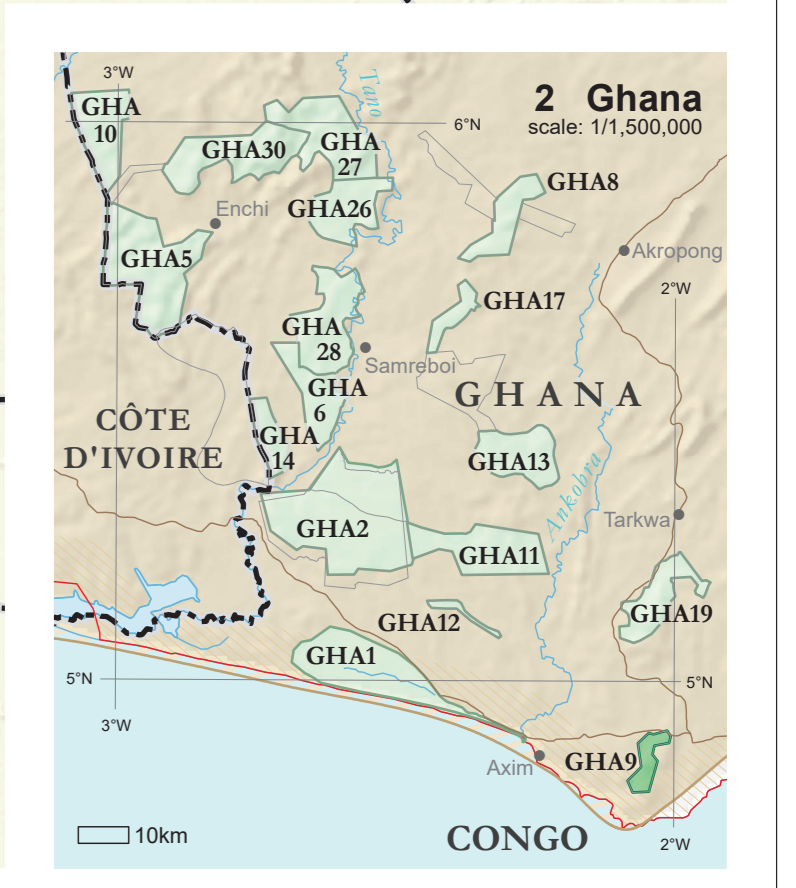 3°W
2 Ghana
scale: 1/1,500,000
Tano
GHA
10
6°N
GHA30
GHA
27
GHA8
GHA26
Enchi
GHA5
Akropong
2°W
GHA17
GHA
28
Samreboi
GHA
6
GHANA
CÔTE
D'IVOIRE
GHA
14
GHA13
Ankobra
GHA2
Tarkwa
GHA11
GHA12
GHA19
GHA1
5°N
5°N
3°W
Axim
GHA9
10km
CONGO
2°W